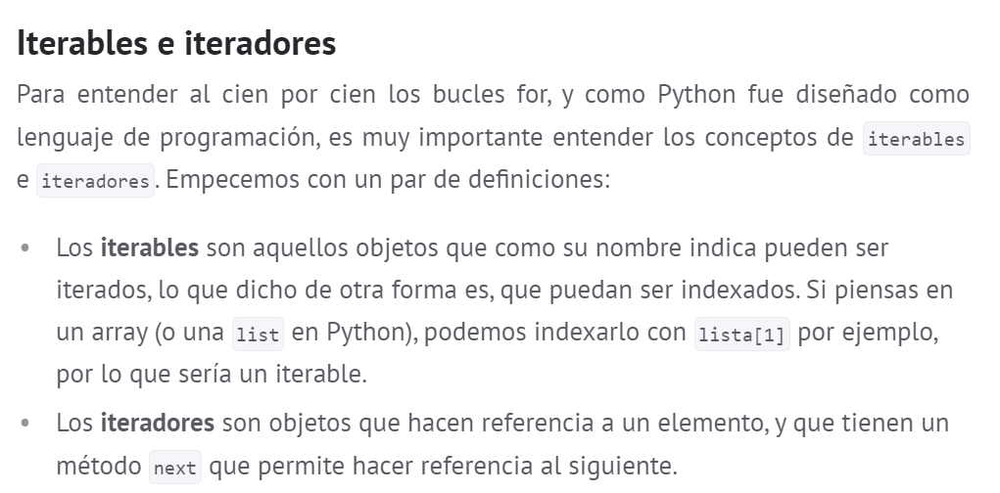 Iterables e iteradores
Para entender al cien por cien los bucles for, y como Python fue diseñado como
lenguaje de programación, es muy importante entender los conceptos de iterables
e iteradores. Empecemos con un par de definiciones:
• Los iterables son aquellos objetos que como su nombre indica pueden ser
iterados, lo que dicho de otra forma es, que puedan ser indexados. Si piensas en
un array (o una list en Python), podemos indexarlo con lista[1] por ejemplo,
por lo que sería un iterable.
• Los iteradores son objetos que hacen referencia a un elemento, y que tienen un
método next que permite hacer referencia al siguiente.